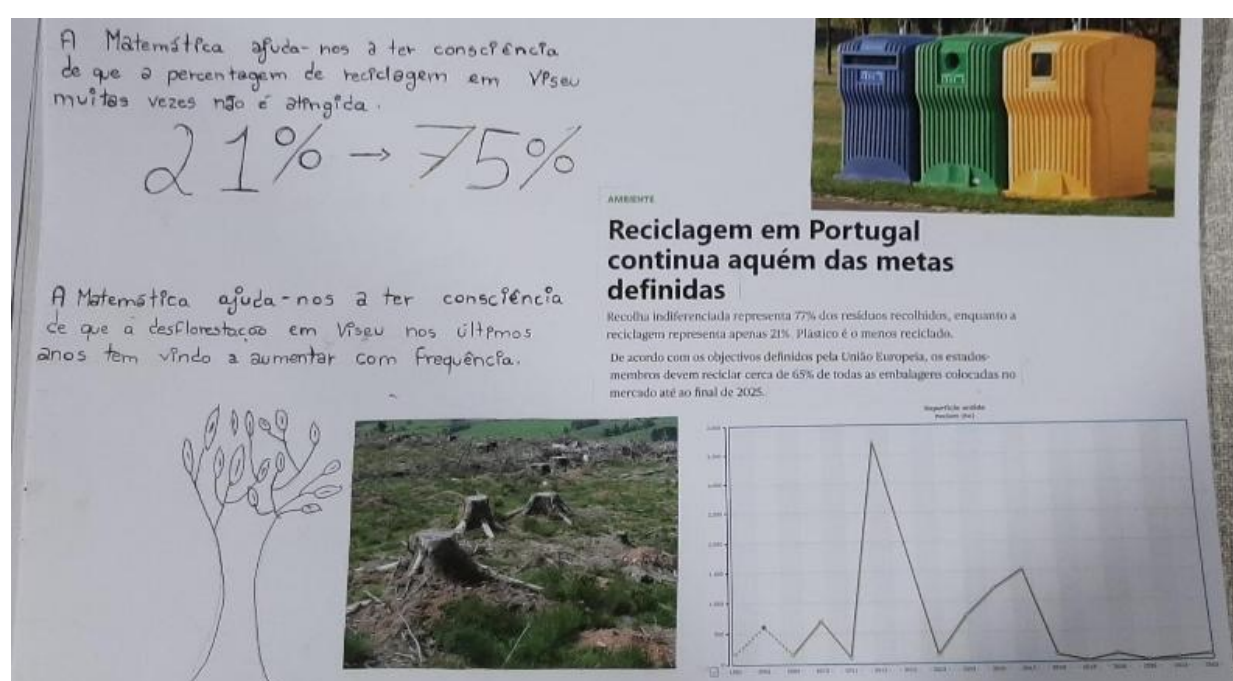 A Matemática ajuda-nos a ter consciência
de que a percentagem de reciclagem em Viseu
muitas vezes não é atingida.
21% → 75%
AMBIENTE
Reciclagem em Portugal
continua aquém das metas
definidas
Recolha indiferenciada representa 77% dos resíduos recolhidos, enquanto a
reciclagem representa apenas 21%. Plástico é o menos reciclado.
De acordo com os objectivos definidos pela União Europeia, os estados-
membros devem reciclar cerca de 65% de todas as embalagens colocadas no
mercado até ao final de 2025.
A Matemática ajuda-nos a ter consciência
de que a desflorestação em Viseu nos últimos
anos tem vindo a aumentar com frequência.
Superfície ardida